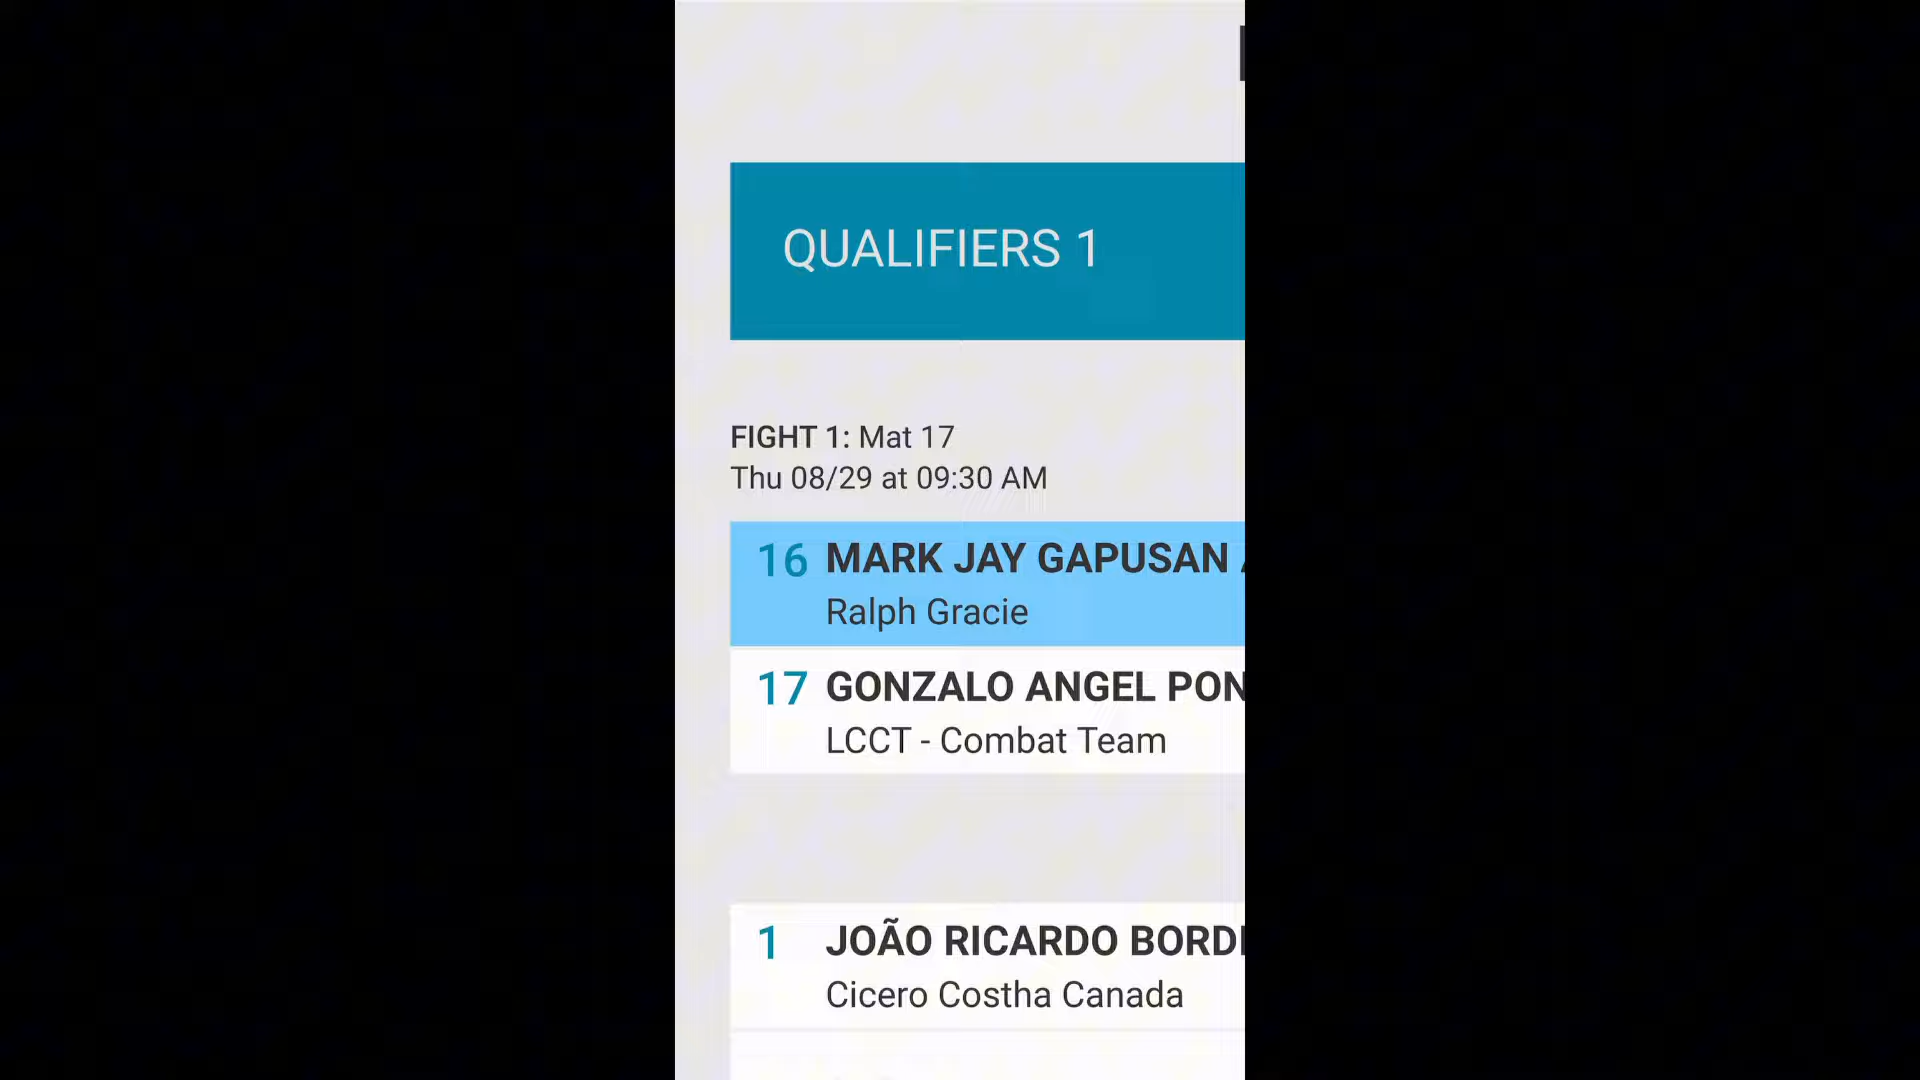 QUALIFIERS 1
FIGHT 1: Mat 17
Thu 08/29 at 09:30 AM
16 MARK JAY GAPUSAN
Ralph Gracie
17 GONZALO ANGEL PON
LCCT - Combat Team
1 JOÃO RICARDO BORD
Cicero Costha Canada